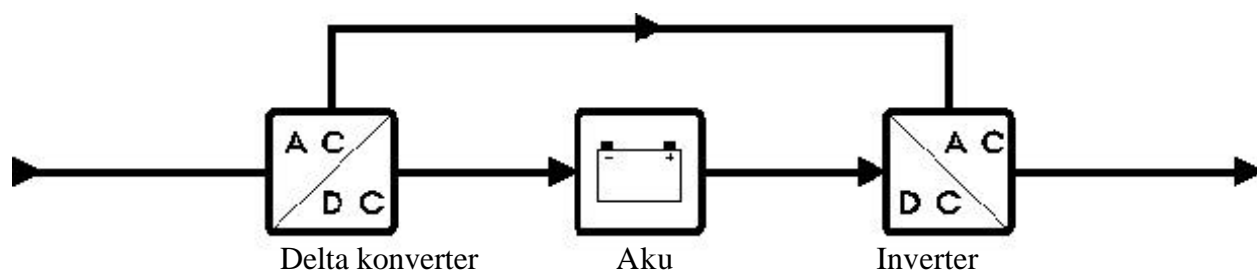 A C
D C
- +
A C
D C
Delta konverter
Aku
Inverter